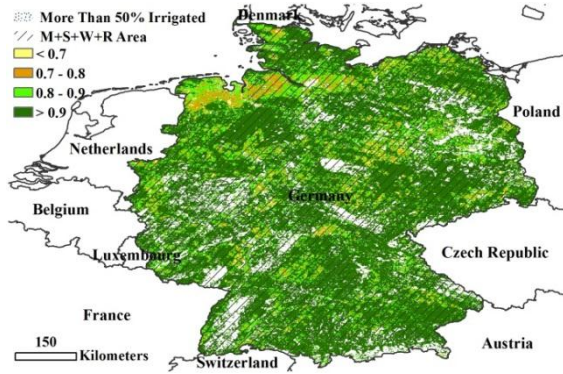 More Than 50% Irrigated
M+S+W+R Area
< 0.7
0.7 - 0.8
0.8 - 0.9
> 0.9
Denmark
Poland
Netherlands
Germany
Belgium
Luxembourg
Czech Republic
France
Austria
150
Kilometers
Switzerland